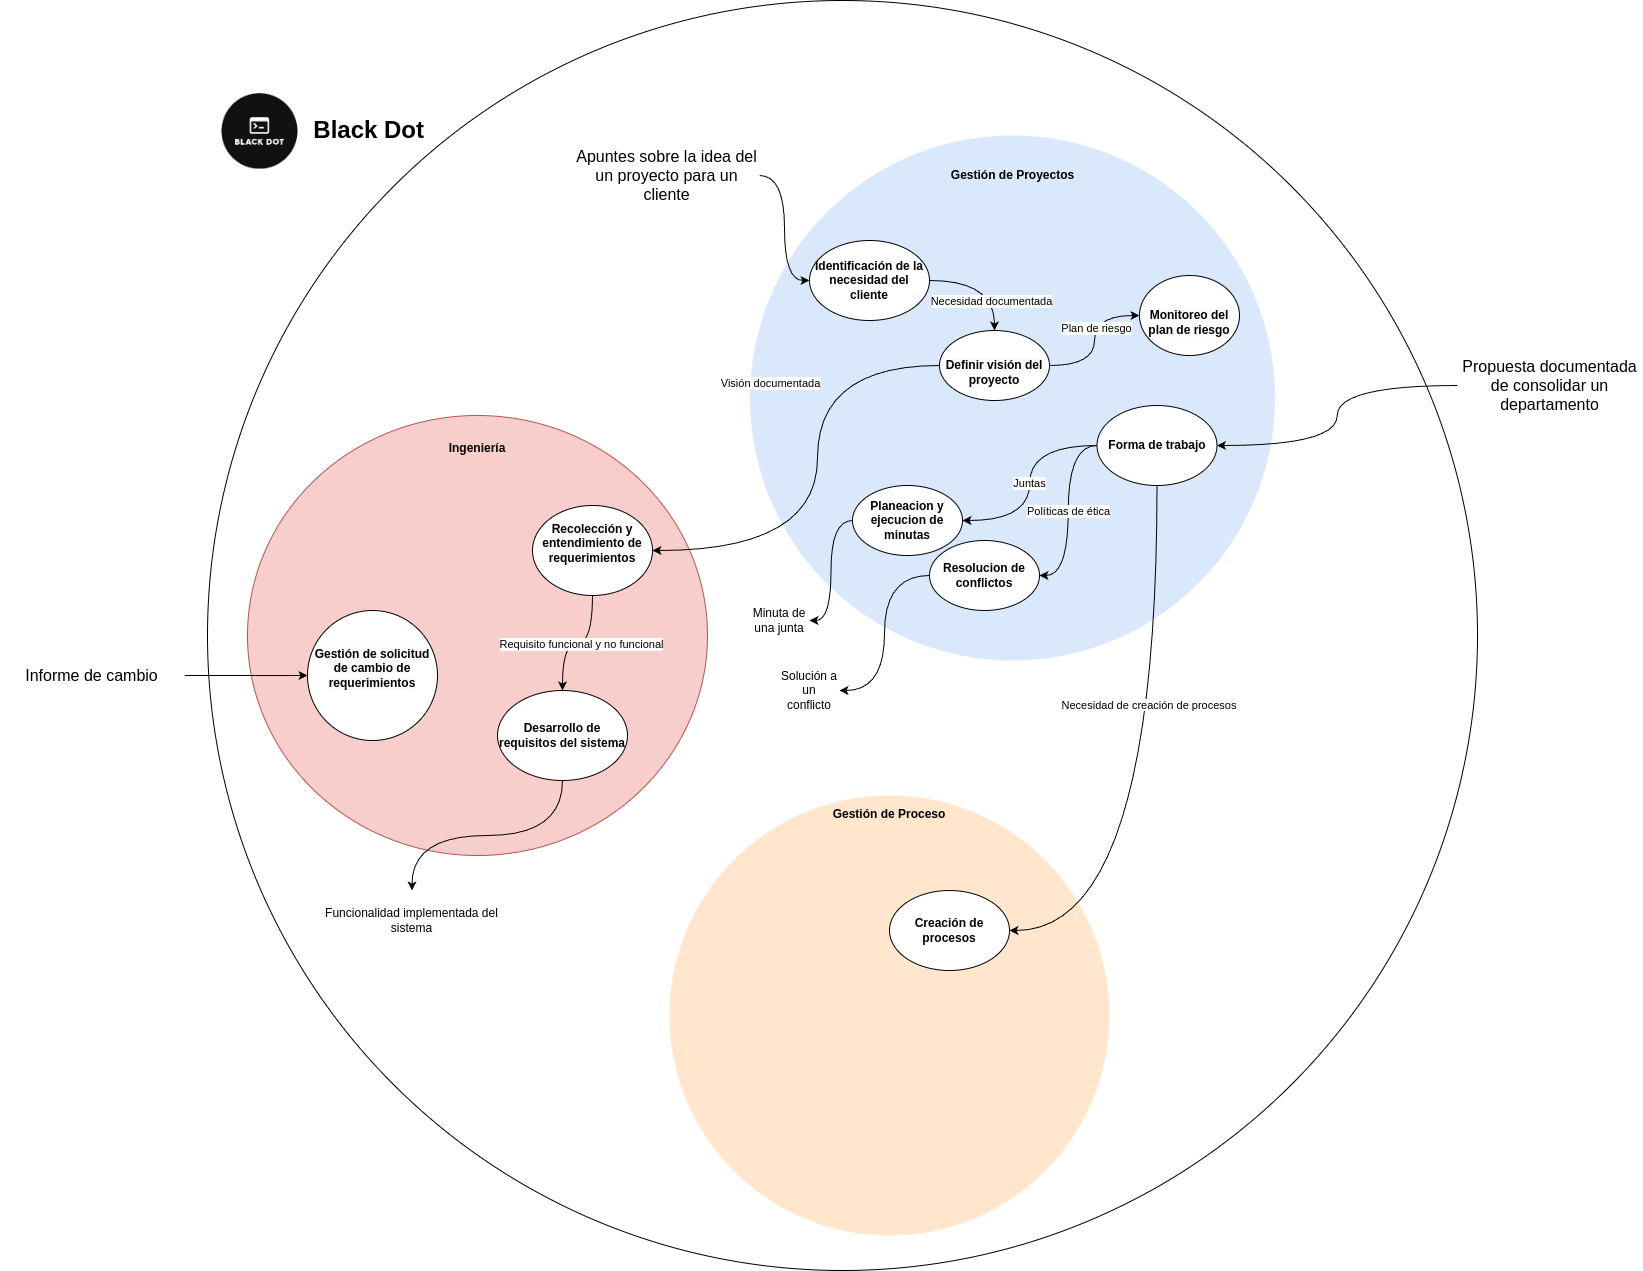 BLACK DOT
Black Dot
Apuntes sobre la idea del
un proyecto para un
cliente
Gestión de Proyectos
Identificación de la
necesidad del
cliente
Necesidad documentada
Monitoreo del
plan de riesgo
Plan de riesgo
Definir visión del
proyecto
Visión documentada
Propuesta documentada
de consolidar un
departamento
Forma de trabajo
Juntas
Políticas de ética
Planeacion y
ejecucion de
minutas
Resolucion de
conflictos
Minuta de
una junta
Solución a
un
conflicto
Necesidad de creación de procesos
Ingeniería
Recolección y
entendimiento de
requerimientos
Requisito funcional y no funcional
Informe de cambio
Gestión de solicitud
de cambio de
requerimientos
Desarrollo de
requisitos del sistema
Funcionalidad implementada del
sistema
Gestión de Proceso
Creación de
procesos